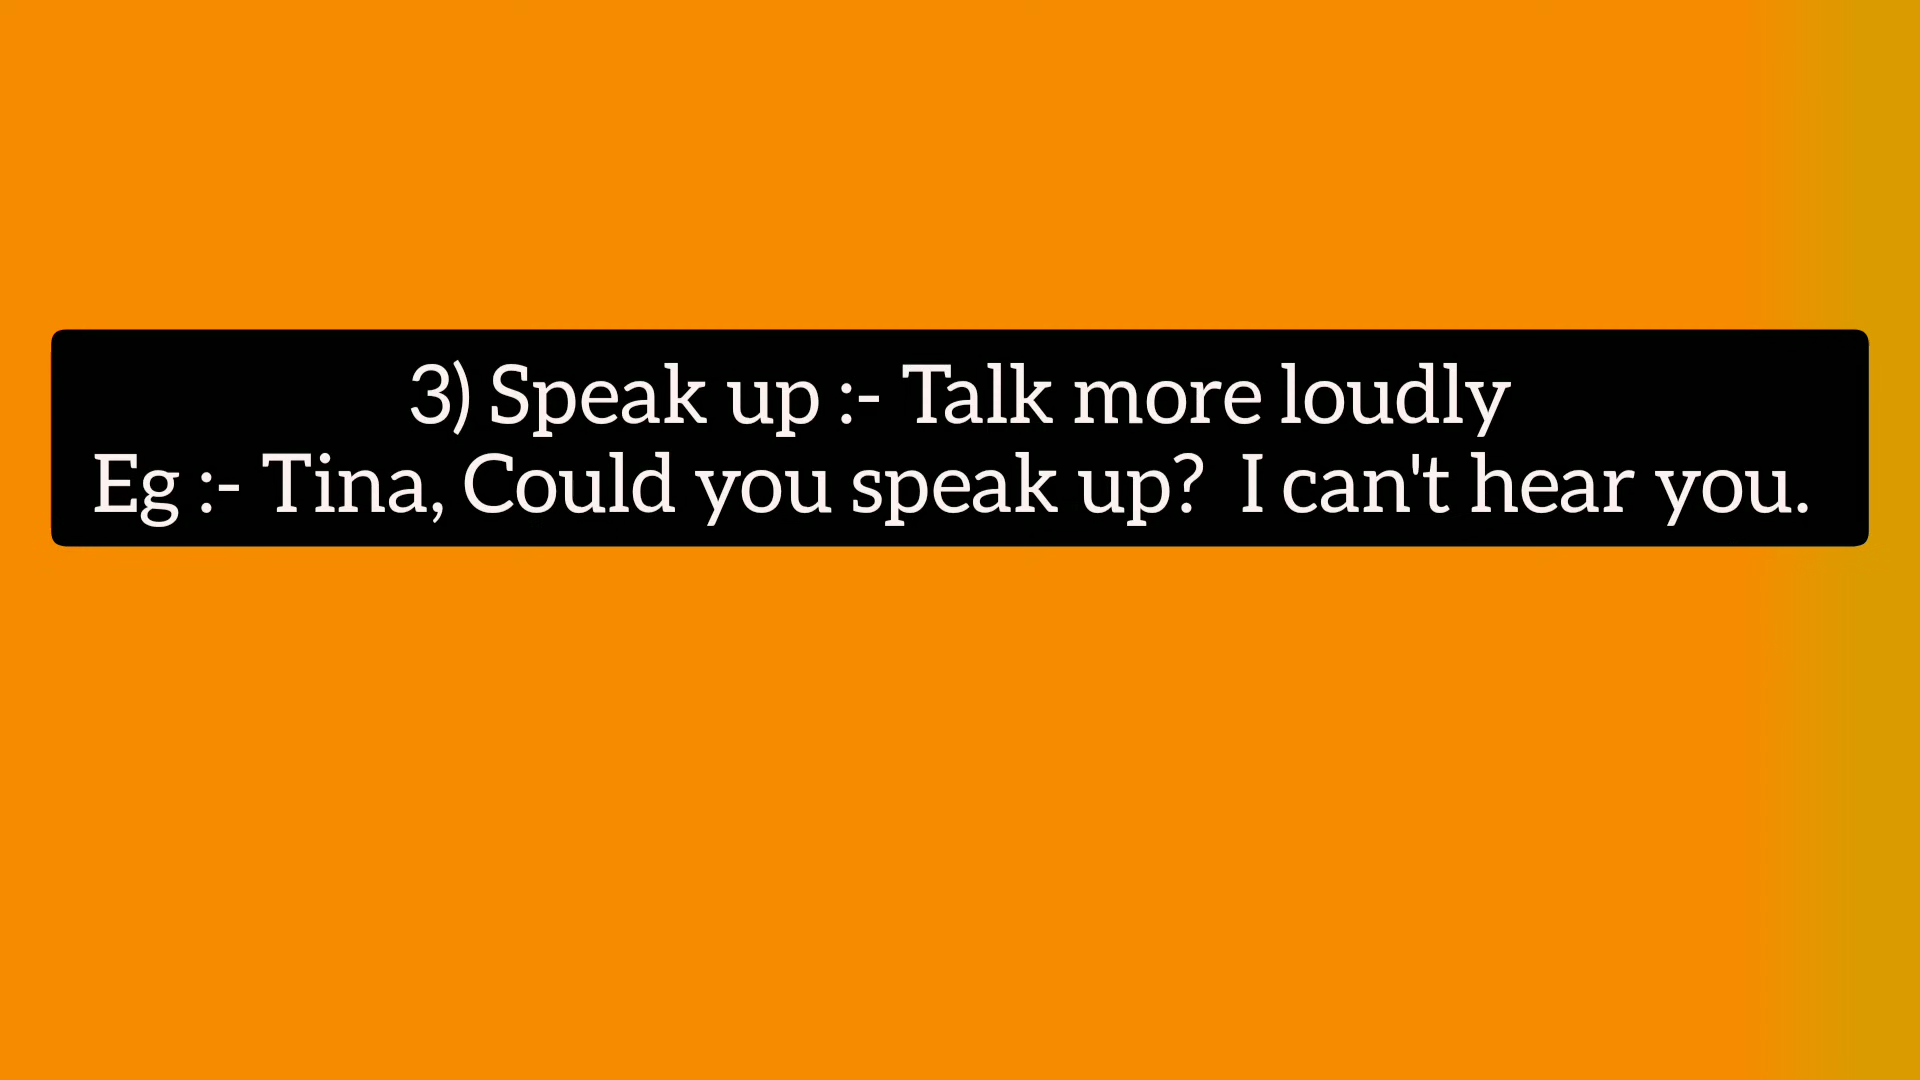 3) Speak up :- Talk more loudly
Eg :- Tina, Could you speak up?  I can't hear you.